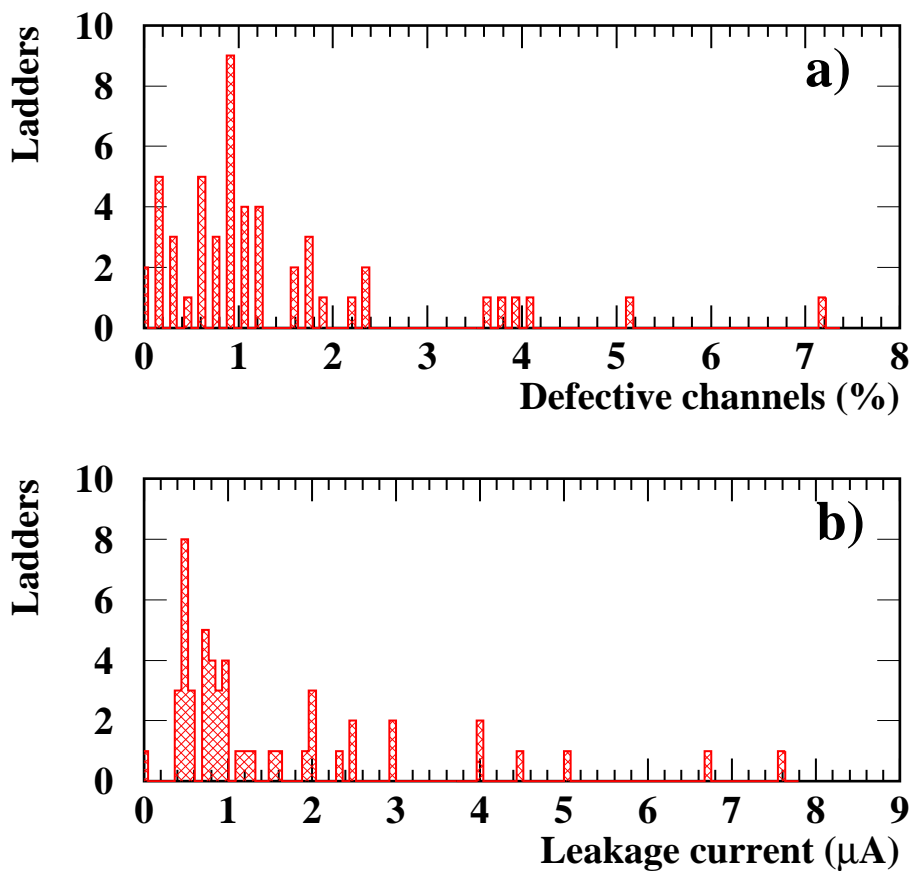 10
8
6
4
2
0
Ladders
a)
0 1 2 3 4 5 6 7 8
Defective channels (%)
10
8
6
4
2
0
Ladders
b)
0 1 2 3 4 5 6 7 8 9
Leakage current (μA)